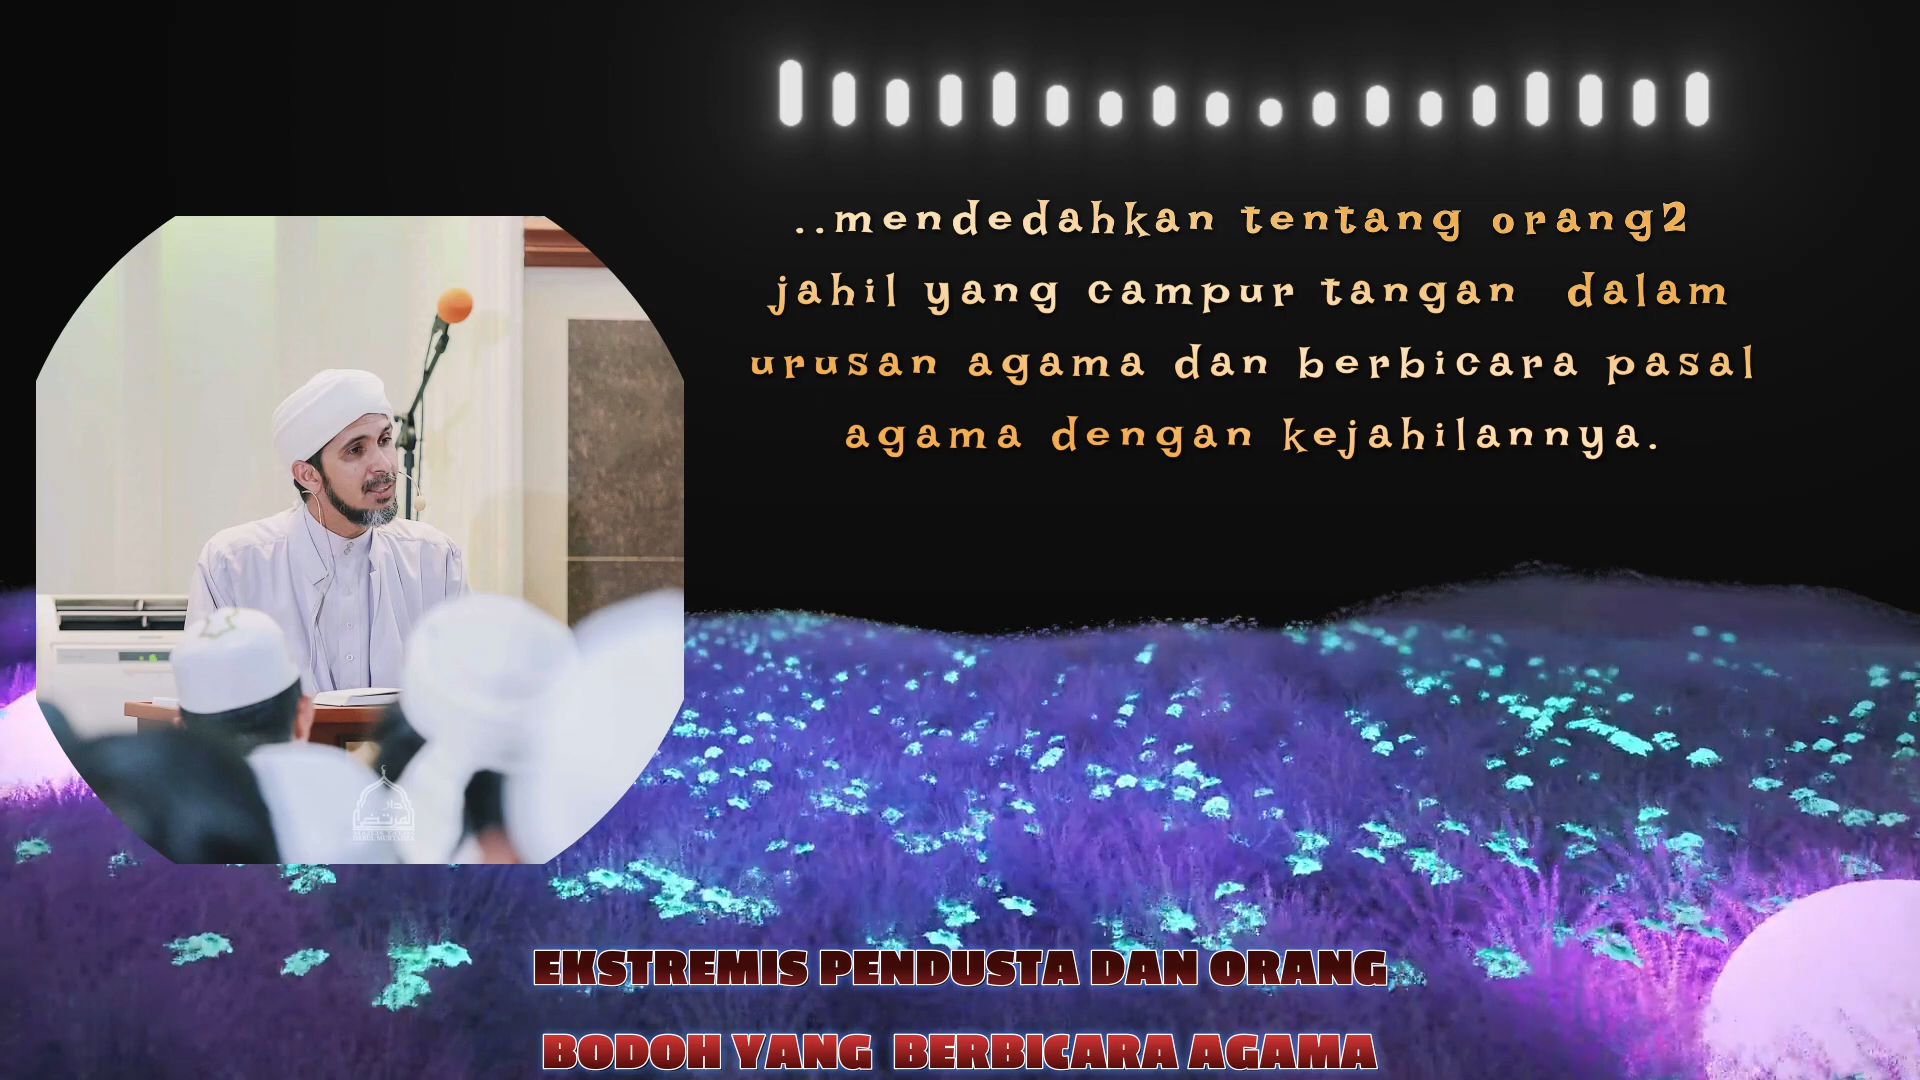 ..mendedahkan tentang orang2
jahil yang campur tangan dalam
urusan agama dan berbicara pasal
agama dengan kejahilannya.
EKSTREMIS PENDUSTA DAN ORANG
BODOH YANG BERBICARA AGAMA